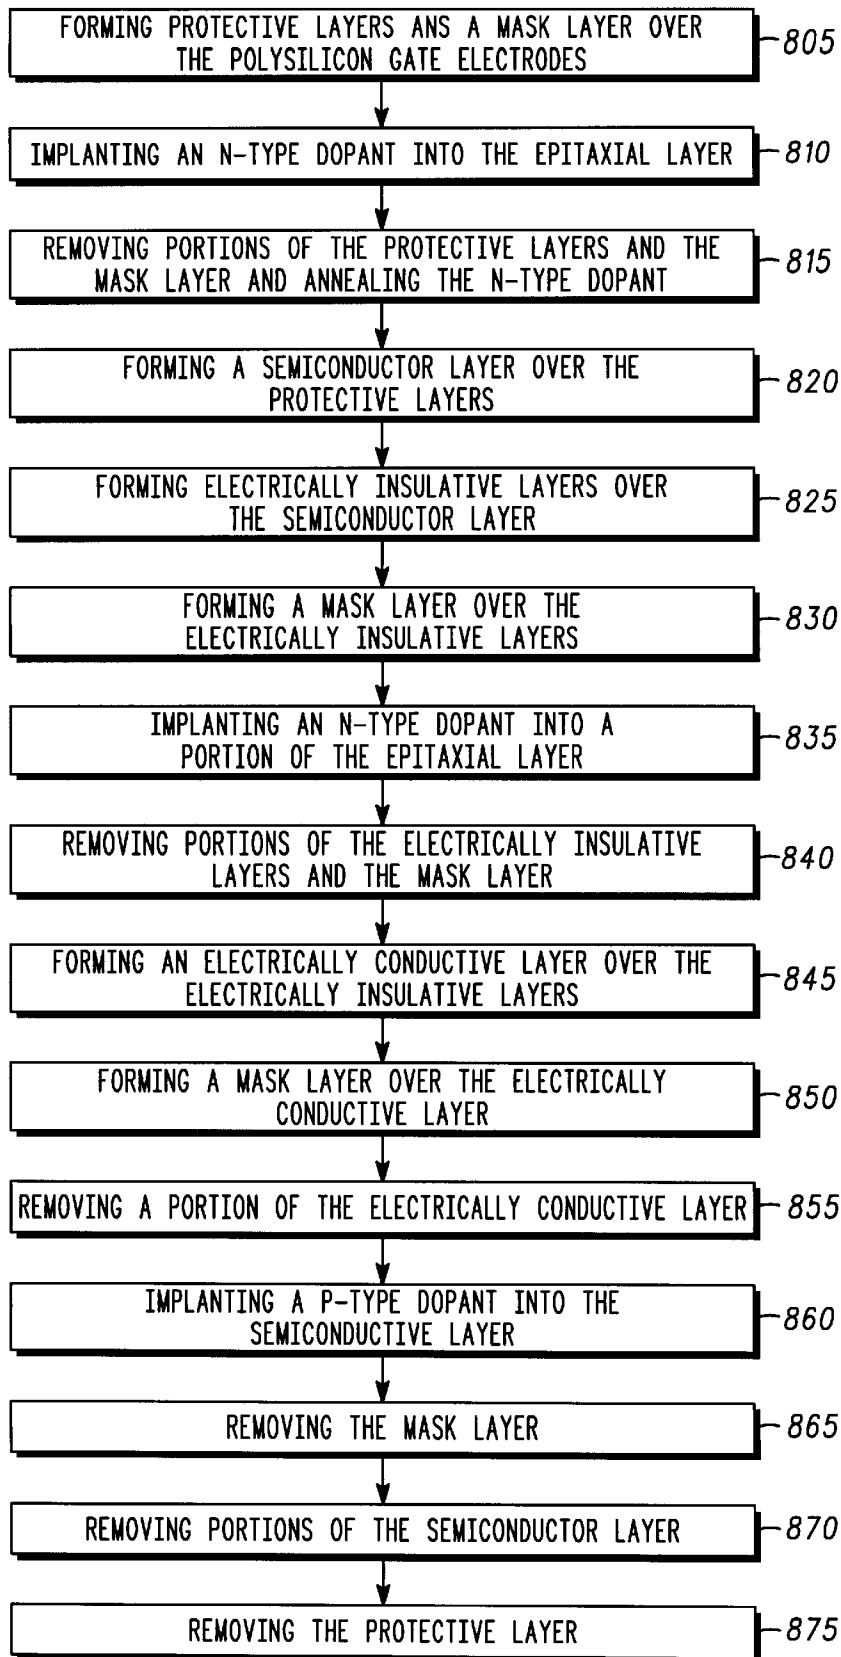 FORMING PROTECTIVE LAYERS ANS A MASK LAYER OVER
THE POLYSILICON GATE ELECTRODES
805
IMPLANTING AN N-TYPE DOPANT INTO THE EPITAXIAL LAYER
810
REMOVING PORTIONS OF THE PROTECTIVE LAYERS AND THE
MASK LAYER AND ANNEALING THE N-TYPE DOPANT
815
FORMING A SEMICONDUCTOR LAYER OVER THE
PROTECTIVE LAYERS
820
FORMING ELECTRICALLY INSULATIVE LAYERS OVER
THE SEMICONDUCTOR LAYER
825
FORMING A MASK LAYER OVER THE
ELECTRICALLY INSULATIVE LAYERS
830
IMPLANTING AN N-TYPE DOPANT INTO A
PORTION OF THE EPITAXIAL LAYER
835
REMOVING PORTIONS OF THE ELECTRICALLY INSULATIVE
LAYERS AND THE MASK LAYER
840
FORMING AN ELECTRICALLY CONDUCTIVE LAYER OVER THE
ELECTRICALLY INSULATIVE LAYERS
845
FORMING A MASK LAYER OVER THE ELECTRICALLY
CONDUCTIVE LAYER
850
REMOVING A PORTION OF THE ELECTRICALLY CONDUCTIVE LAYER
855
IMPLANTING A P-TYPE DOPANT INTO THE
SEMICONDUCTIVE LAYER
860
REMOVING THE MASK LAYER
865
REMOVING PORTIONS OF THE SEMICONDUCTOR LAYER
870
REMOVING THE PROTECTIVE LAYER
875